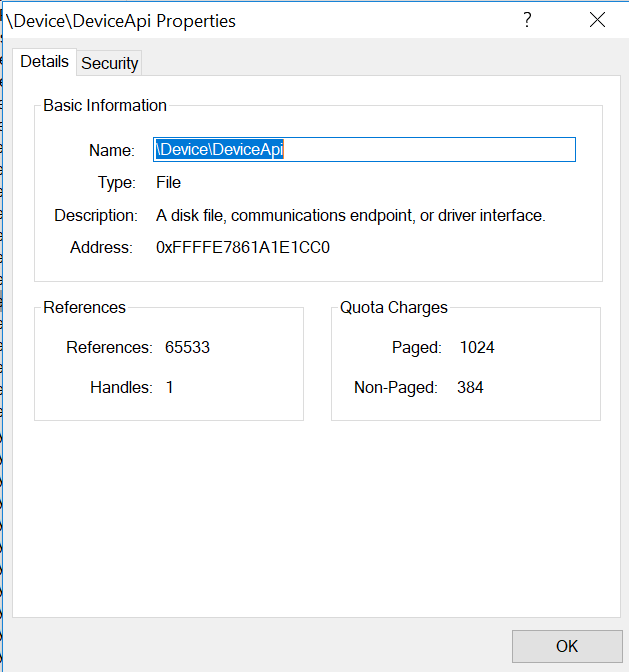 \Device\DeviceApi Properties
?
Details Security
Basic Information
Name: \Device\DeviceApi
Type: File
Description: A disk file, communications endpoint, or driver interface.
Address: 0xFFFFE7861A1E1CC0
References
References: 65533
Handles: 1
Quota Charges
Paged: 1024
Non-Paged: 384
OK